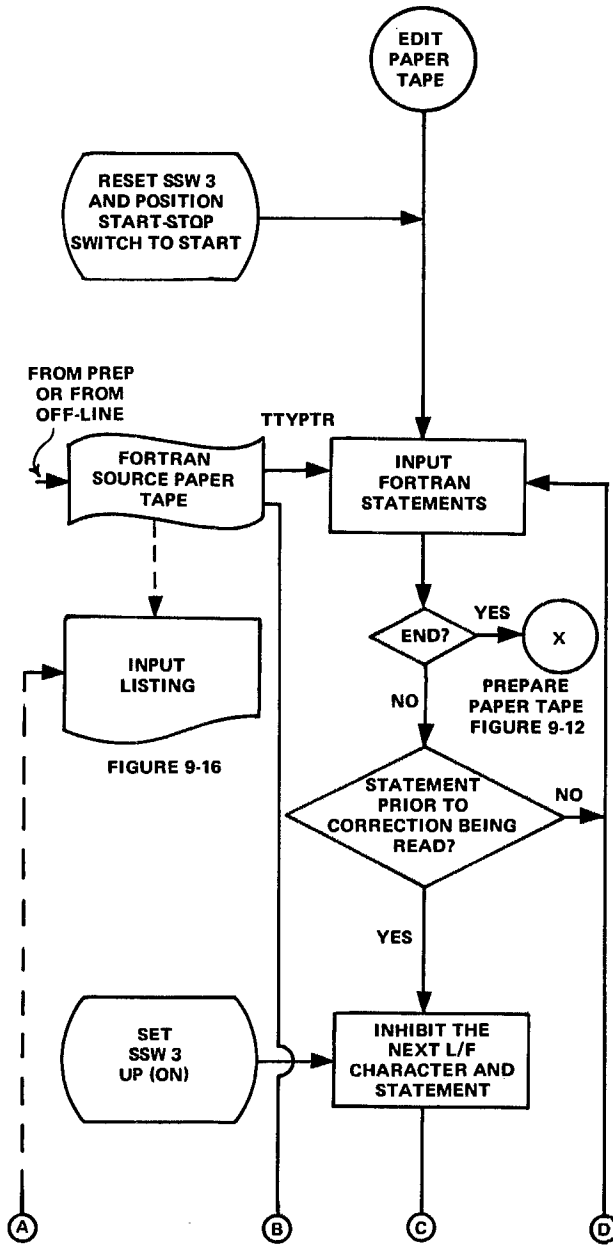 EDIT
PAPER
TAPE
RESET SSW 3
AND POSITION
START-STOP
SWITCH TO START
FROM PREP
OR FROM
OFF-LINE
TTYPTR
FORTRAN
SOURCE PAPER
TAPE
INPUT
FORTRAN
STATEMENTS
END?
YES
X
NO
PREPARE
PAPER TAPE
FIGURE 9-12
INPUT
LISTING
FIGURE 9-16
STATEMENT
PRIOR TO
CORRECTION BEING
READ?
NO
YES
SET
SSW 3
UP (ON)
INHIBIT THE
NEXT L/F
CHARACTER AND
STATEMENT
A
B
C
D